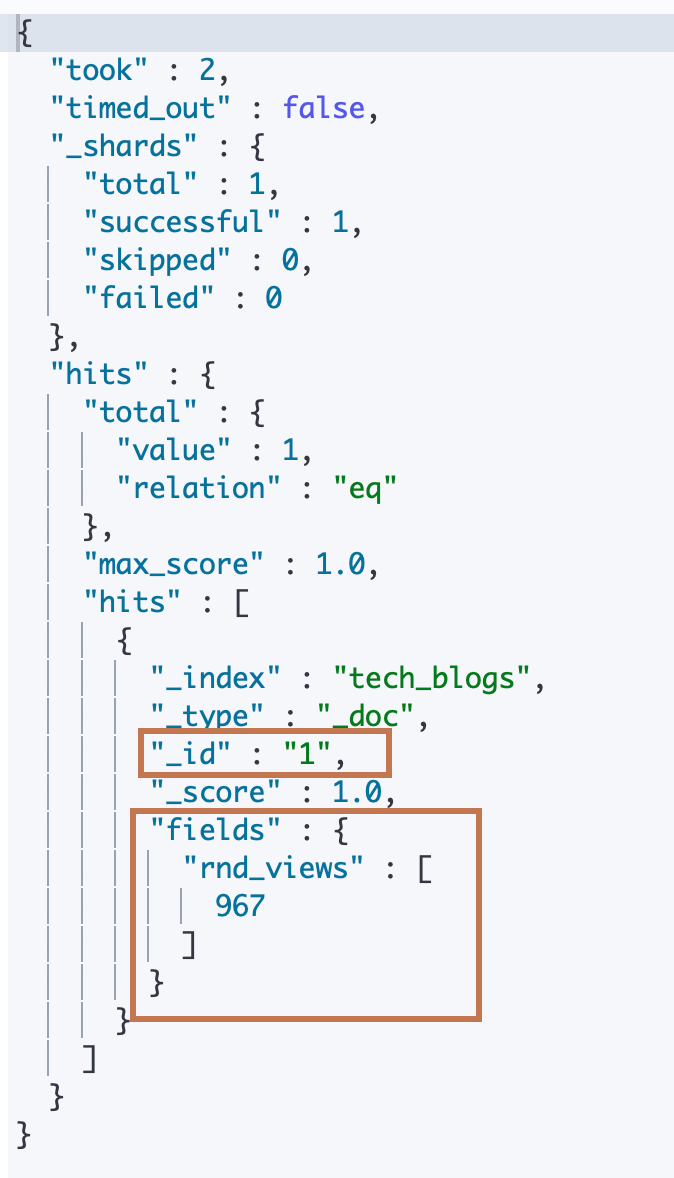 {
  "took" : 2,
  "timed_out" : false,
  "_shards" : {
    "total" : 1,
    "successful" : 1,
    "skipped" : 0,
    "failed" : 0
  },
  "hits" : {
    "total" : {
      "value" : 1,
      "relation" : "eq"
    },
    "max_score" : 1.0,
    "hits" : [
      {
        "_index" : "tech_blogs",
        "_type" : "_doc",
        "_id" : "1",
        "_score" : 1.0,
        "fields" : {
          "rnd_views" : [
            967
          ]
        }
      }
    ]
  }
}